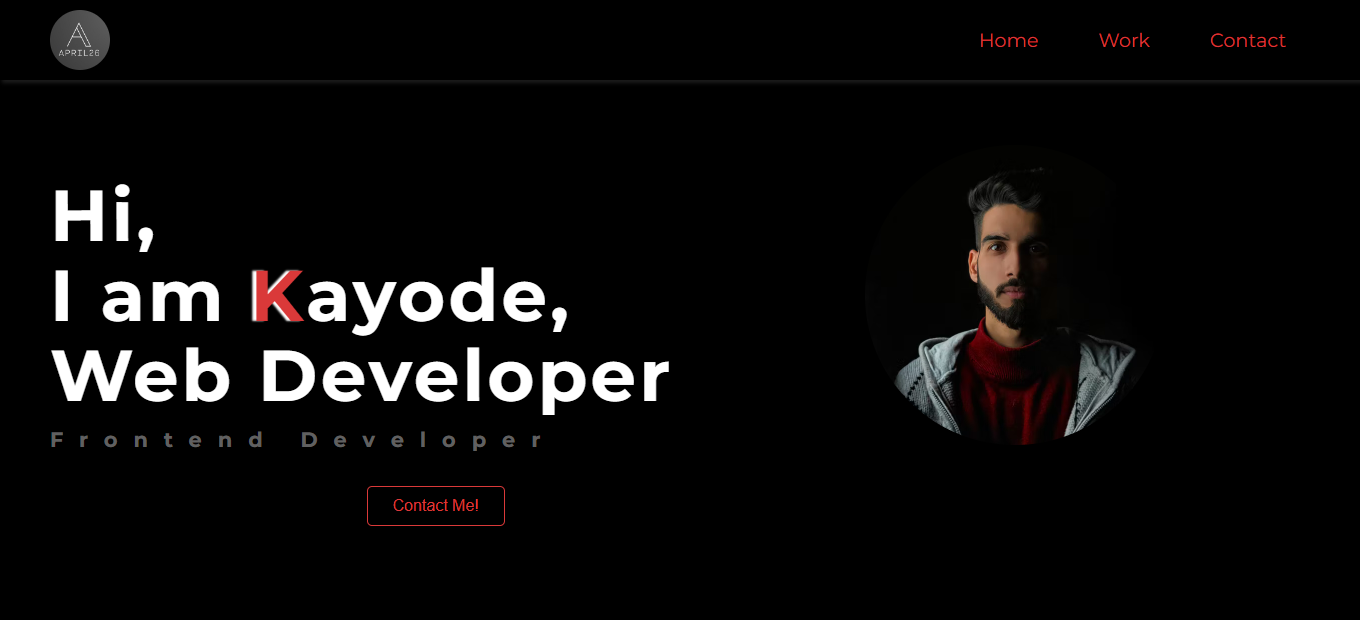 APRIL26
Home Work Contact
Hi,
I am Kayode,
Web Developer
Frontend Developer
Contact Me!